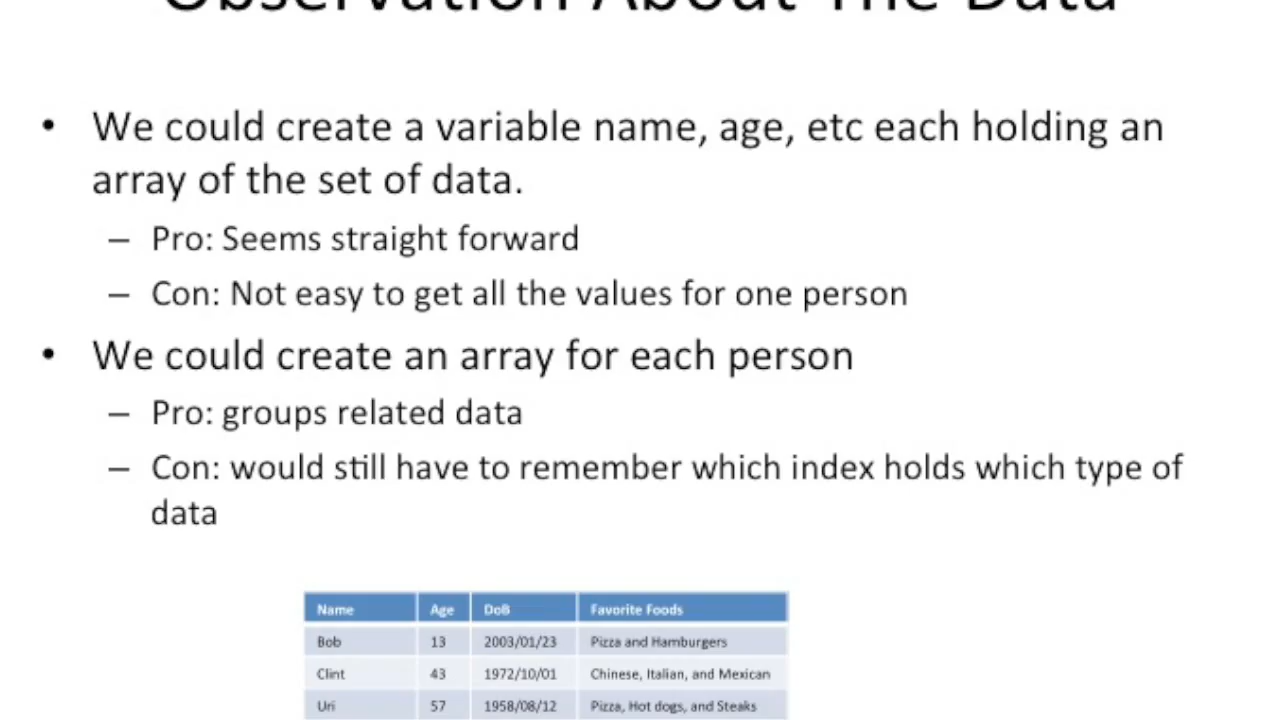 Observation About The Data
• We could create a variable name, age, etc each holding an
array of the set of data.
– Pro: Seems straight forward
– Con: Not easy to get all the values for one person
• We could create an array for each person
– Pro: groups related data
– Con: would still have to remember which index holds which type of
data
Name Age DoB Favorite Foods
Bob 13 2003/01/23 Pizza and Hamburgers
Clint 43 1972/10/01 Chinese, Italian, and Mexican
Uri 57 1958/08/12 Pizza, Hot dogs, and Steaks